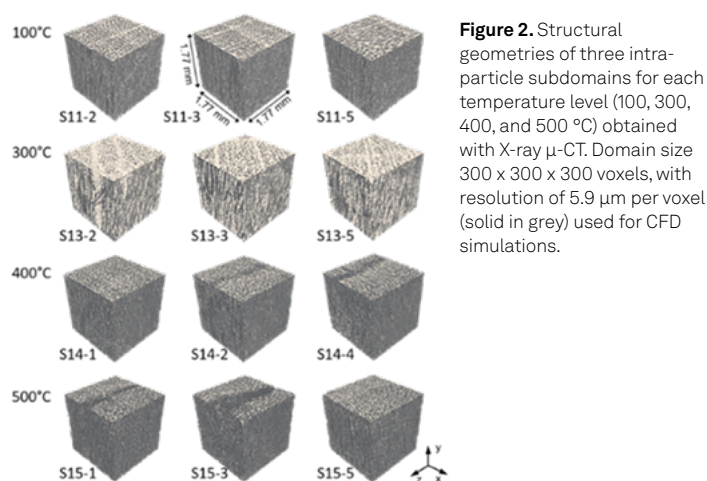 100°C
1.77 mm
1.77 mm
1.77 mm
S11-2
S11-3
S11-5
300°C
S13-2
S13-3
S13-5
400°C
S14-1
S14-2
S14-4
500°C
S15-1
S15-3
S15-5
y
z
x
Figure 2. Structural
geometries of three intra-
particle subdomains for each
temperature level (100, 300,
400, and 500 °C) obtained
with X-ray μ-CT. Domain size
300 x 300 x 300 voxels, with
resolution of 5.9 μm per voxel
(solid in grey) used for CFD
simulations.